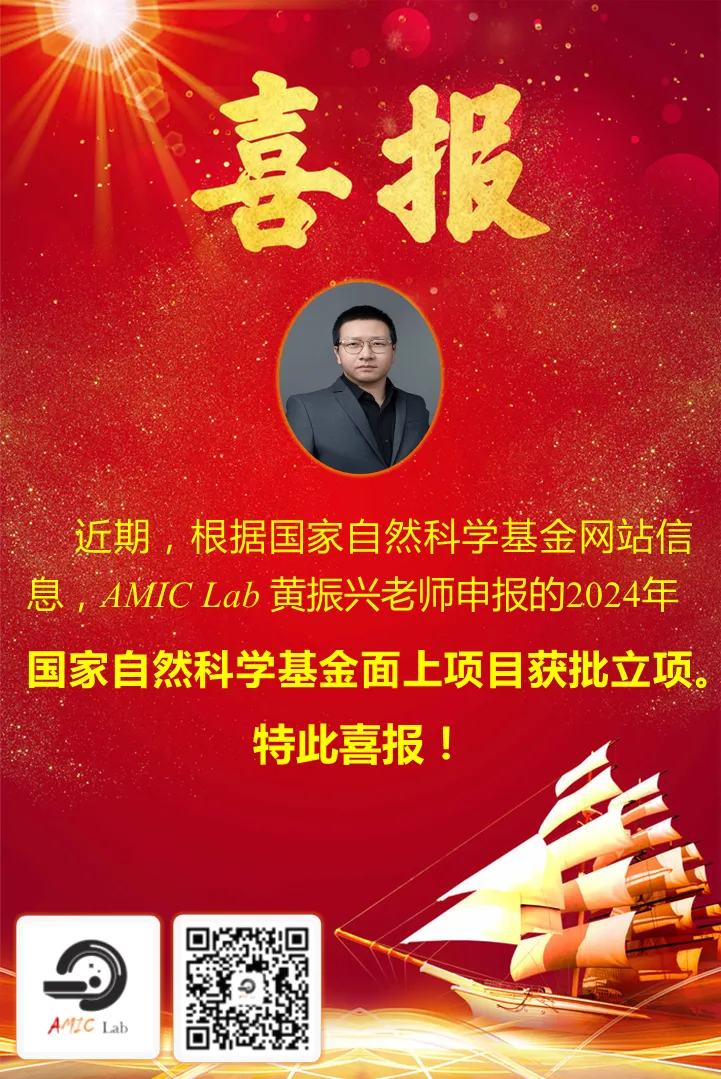 喜报
近期，根据国家自然科学基金网站信
息，AMIC Lab 黄振兴老师申报的2024年
国家自然科学基金面上项目获批立项。
特此喜报！
AMIC Lab